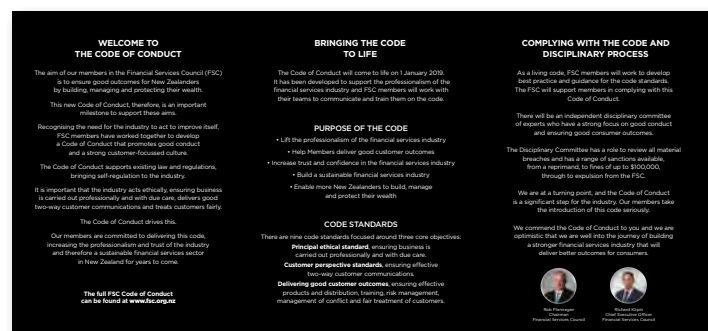 WELCOME TO
THE CODE OF CONDUCT
The aim of our members in the Financial Services Council (FSC)
is to ensure good outcomes for New Zealanders
by building, managing and protecting their wealth.
This new Code of Conduct, therefore, is an important
milestone to support these aims.
Recognising the need for the industry to act to improve itself,
FSC members have worked together to develop
a Code of Conduct that promotes good conduct
and a strong customer-focussed culture.
The Code of Conduct supports existing law and regulations,
bringing self-regulation to the industry.
It is important that the industry acts ethically, ensuring business
is carried out professionally and with due care, delivers good
two-way customer communications and treats customers fairly.
The Code of Conduct drives this.
Our members are committed to delivering this code,
increasing the professionalism and trust of the industry
and therefore a sustainable financial services sector
in New Zealand for years to come.
The full FSC Code of Conduct
can be found at www.fsc.org.nz
BRINGING THE CODE
TO LIFE
The Code of Conduct will come to life on 1 January 2019.
It has been developed to support the professionalism of the
financial services industry and FSC members will work with
their teams to communicate and train them on the code.
PURPOSE OF THE CODE
• Lift the professionalism of the financial services industry
• Help Members deliver good customer outcomes
• Increase trust and confidence in the financial services industry
• Build a sustainable financial services industry
• Enable more New Zealanders to build, manage
and protect their wealth
CODE STANDARDS
There are nine code standards focused around three core objectives:
Principal ethical standard, ensuring business is
carried out professionally and with due care.
Customer perspective standards, ensuring effective
two-way customer communications.
Delivering good customer outcomes, ensuring effective
products and distribution, training, risk management,
management of conflict and fair treatment of customers.
COMPLYING WITH THE CODE AND
DISCIPLINARY PROCESS
As a living code, FSC members will work to develop
best practice and guidance for the code standards.
The FSC will support members in complying with this
Code of Conduct.
There will be an independent disciplinary committee
of experts who have a strong focus on good conduct
and ensuring good consumer outcomes.
The Disciplinary Committee has a role to review all material
breaches and has a range of sanctions available,
from a reprimand, to fines of up to $100,000,
through to expulsion from the FSC.
We are at a turning point, and the Code of Conduct
is a significant step for the industry. Our members take
the introduction of this code seriously.
We commend the Code of Conduct to you and we are
optimistic that we are well into the journey of building
a stronger financial services industry that will
deliver better outcomes for consumers.
Rob Flannagan
Chairman
Financial Services Council
Richard Klipin
Chief Executive Officer
Financial Services Council